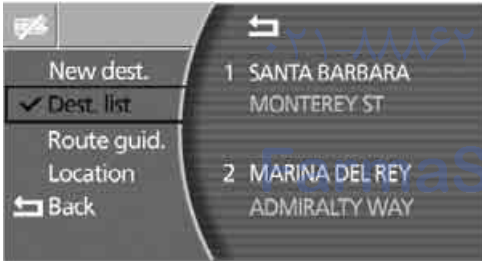 New dest.
Dest. list
Route guid.
Location
Back
1 SANTA BARBARA
MONTEREY ST
2 MARINA DEL REY
ADMIRALTY WAY